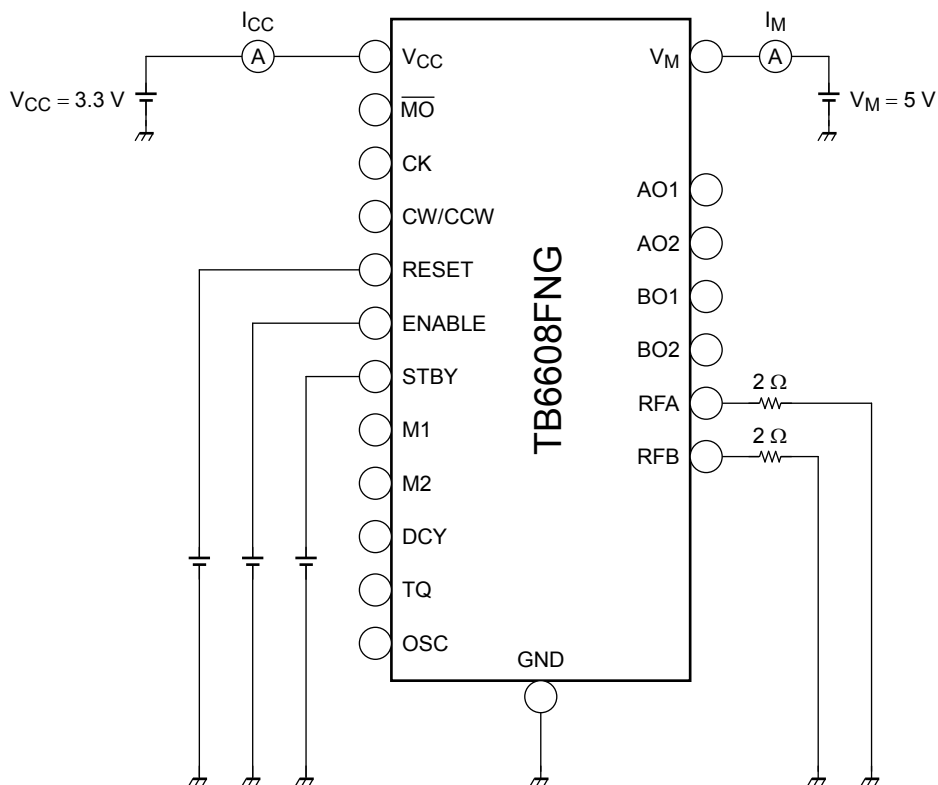 I_CC
A
V_CC = 3.3 V
V_CC
MO
CK
CW/CCW
RESET
ENABLE
STBY
M1
M2
DCY
TQ
OSC
TB6608FNG
GND
I_M
A
V_M
V_M = 5 V
AO1
AO2
BO1
BO2
RFA
2 Ω
RFB
2 Ω